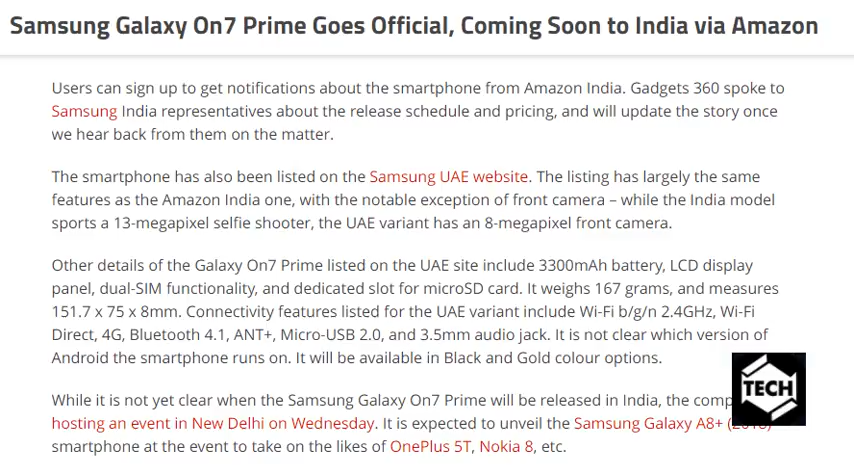 Samsung Galaxy On7 Prime Goes Official, Coming Soon to India via Amazon
Users can sign up to get notifications about the smartphone from Amazon India. Gadgets 360 spoke to
Samsung India representatives about the release schedule and pricing, and will update the story once
we hear back from them on the matter.
The smartphone has also been listed on the Samsung UAE website. The listing has largely the same
features as the Amazon India one, with the notable exception of front camera – while the India model
sports a 13-megapixel selfie shooter, the UAE variant has an 8-megapixel front camera.
Other details of the Galaxy On7 Prime listed on the UAE site include 3300mAh battery, LCD display
panel, dual-SIM functionality, and dedicated slot for microSD card. It weighs 167 grams, and measures
151.7 x 75 x 8mm. Connectivity features listed for the UAE variant include Wi-Fi b/g/n 2.4GHz, Wi-Fi
Direct, 4G, Bluetooth 4.1, ANT+, Micro-USB 2.0, and 3.5mm audio jack. It is not clear which version of
Android the smartphone runs on. It will be available in Black and Gold colour options.
While it is not yet clear when the Samsung Galaxy On7 Prime will be released in India, the
hosting an event in New Delhi on Wednesday. It is expected to unveil the Samsung Galaxy A8+
smartphone at the event to take on the likes of OnePlus 5T, Nokia 8, etc.
TECH